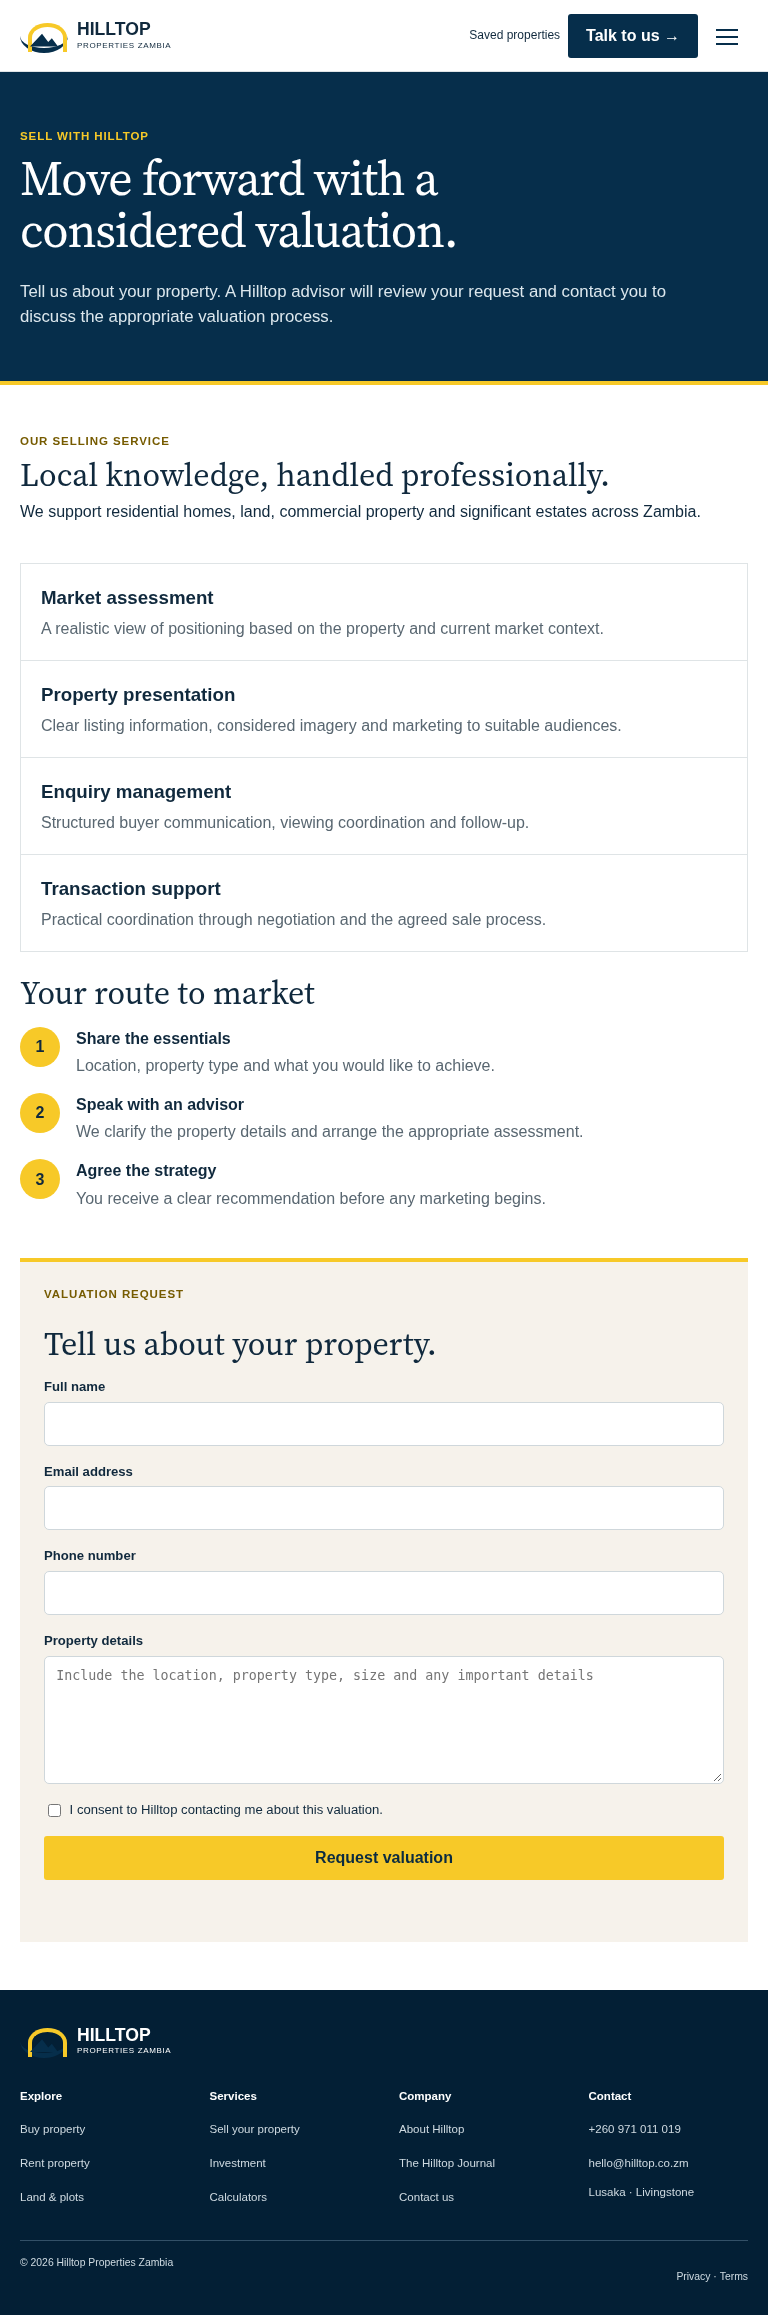 HILLTOP
PROPERTIES ZAMBIA
Saved properties
Talk to us →
SELL WITH HILLTOP
Move forward with a
considered valuation.
Tell us about your property. A Hilltop advisor will review your request and contact you to
discuss the appropriate valuation process.
OUR SELLING SERVICE
Local knowledge, handled professionally.
We support residential homes, land, commercial property and significant estates across Zambia.
Market assessment
A realistic view of positioning based on the property and current market context.
Property presentation
Clear listing information, considered imagery and marketing to suitable audiences.
Enquiry management
Structured buyer communication, viewing coordination and follow-up.
Transaction support
Practical coordination through negotiation and the agreed sale process.
Your route to market
1
Share the essentials
Location, property type and what you would like to achieve.
2
Speak with an advisor
We clarify the property details and arrange the appropriate assessment.
3
Agree the strategy
You receive a clear recommendation before any marketing begins.
VALUATION REQUEST
Tell us about your property.
Full name
Email address
Phone number
Property details
Include the location, property type, size and any important details
I consent to Hilltop contacting me about this valuation.
Request valuation
HILLTOP
PROPERTIES ZAMBIA
Explore
Buy property
Rent property
Land & plots
Services
Sell your property
Investment
Calculators
Company
About Hilltop
The Hilltop Journal
Contact us
Contact
+260 971 011 019
hello@hilltop.co.zm
Lusaka · Livingstone
© 2026 Hilltop Properties Zambia
Privacy · Terms